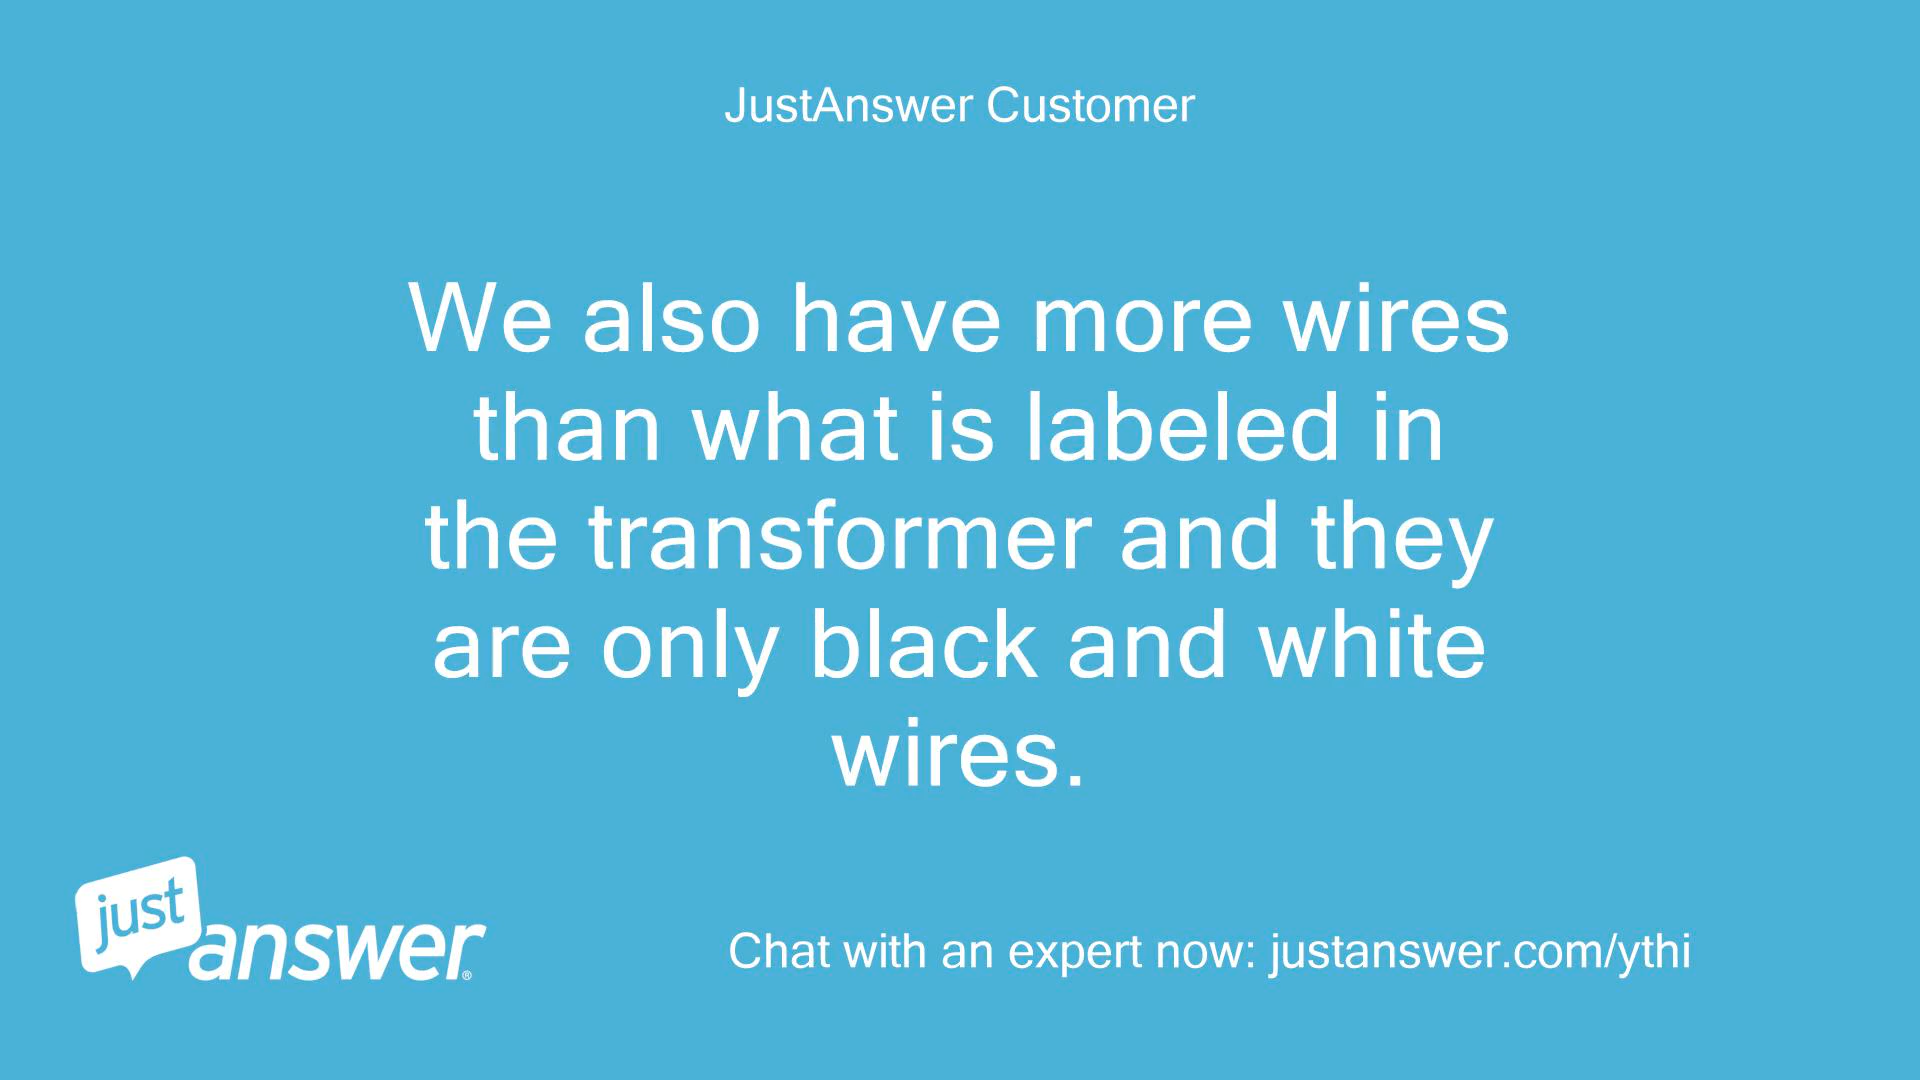 JustAnswer Customer
We also have more wires
than what is labeled in
the transformer and they
are only black and white
wires.
just
answer®
Chat with an expert now: justanswer.com/ythi